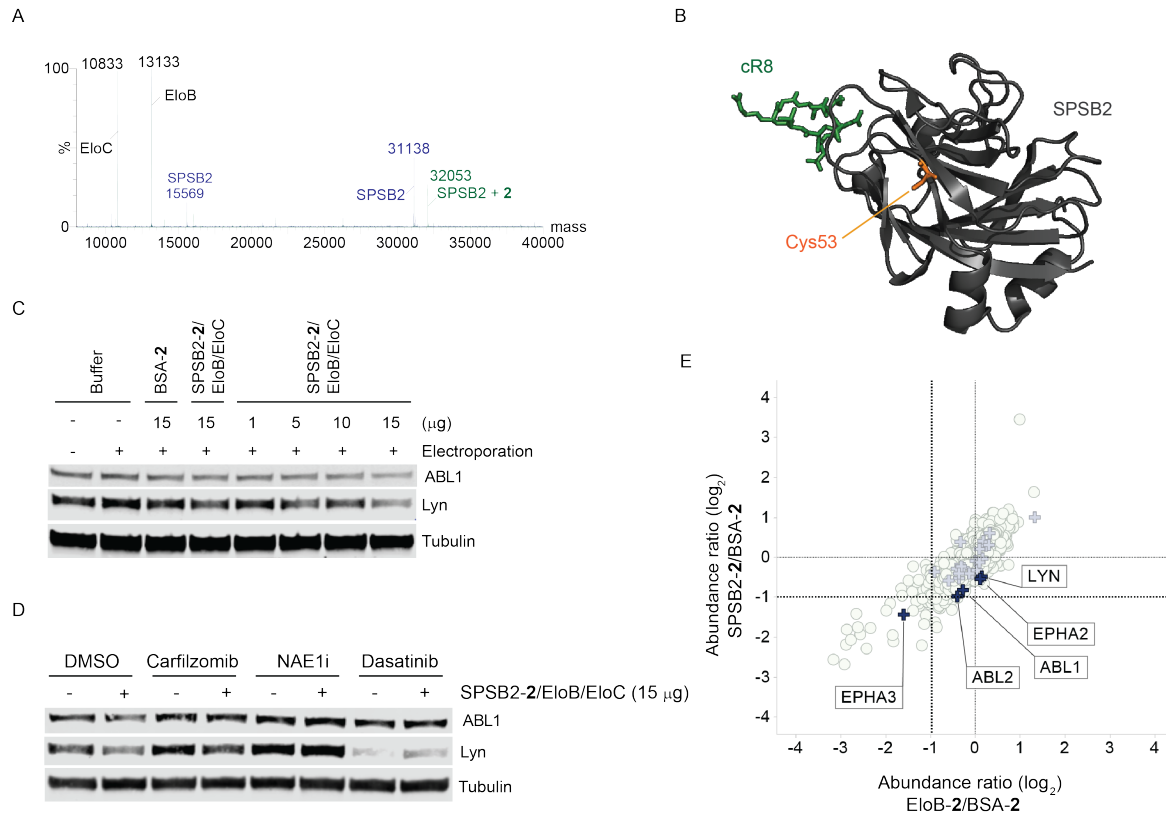 A
100
%
0
10833
13133
EloB
EloC
SPSB2
15569
31138
SPSB2
32053
SPSB2 + 2
10000 15000 20000 25000 30000 35000 40000 mass
B
cR8
SPSB2
Cys53
C
Buffer
BSA-2
SPSB2-2/
EloB/EloC
SPSB2-2/
EloB/EloC
- - 15 15 1 5 10 15 (μg)
- + + + + + + + Electroporation
ABL1
Lyn
Tubulin
D
DMSO Carfilzomib NAE1i Dasatinib
- + - + - + - + SPSB2-2/EloB/EloC (15 μg)
ABL1
Lyn
Tubulin
E
Abundance ratio (log2)
SPSB2-2/BSA-2
4
3
2
1
0
-1
-2
-3
-4
LYN
EPHA2
ABL1
ABL2
EPHA3
-4 -3 -2 -1 0 1 2 3 4
Abundance ratio (log2)
EloB-2/BSA-2